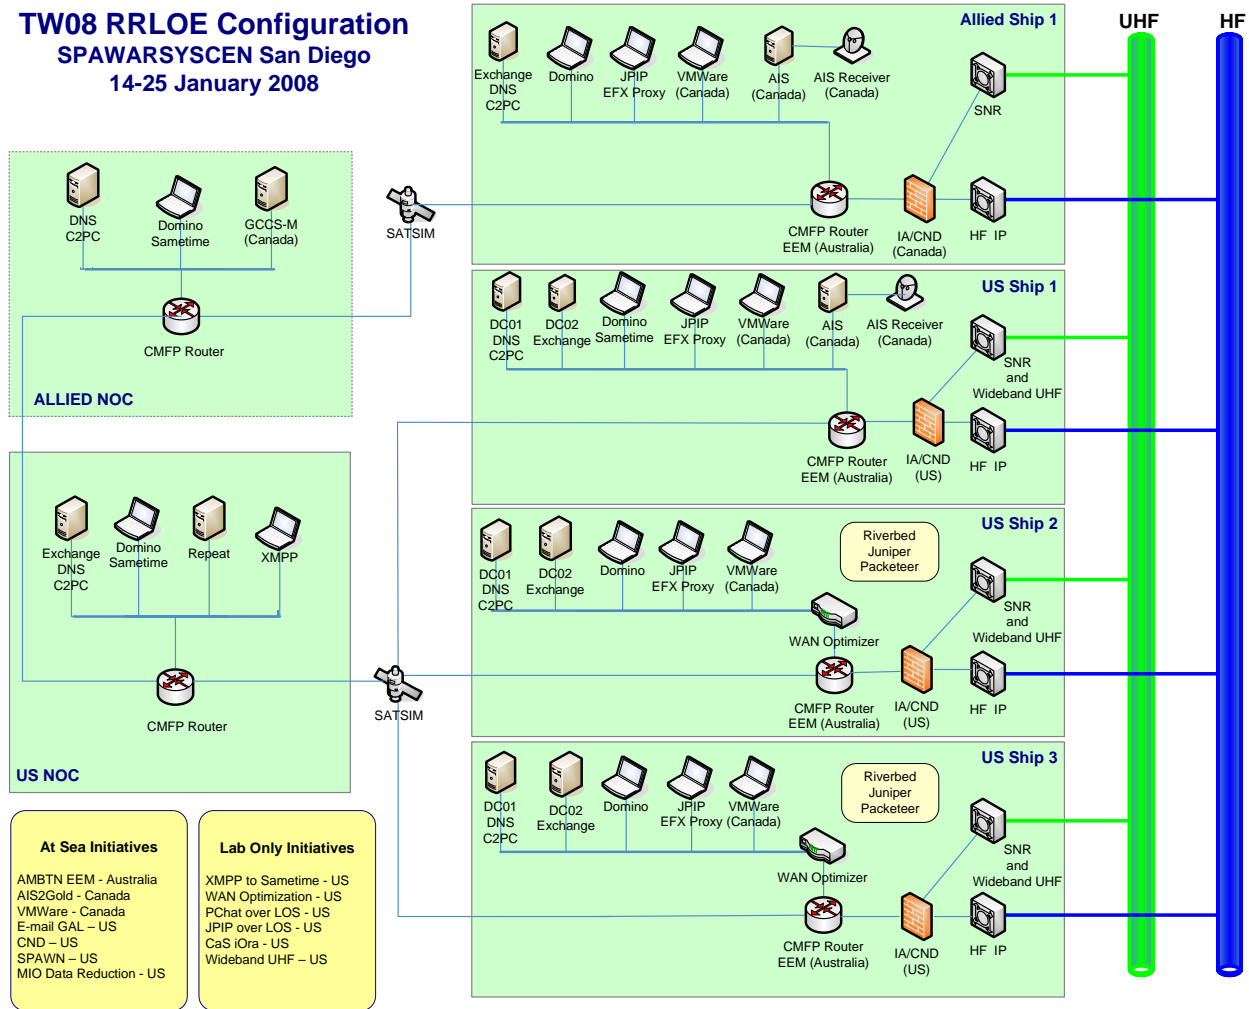 TW08 RRLOE Configuration
SPAWARSYSCEN San Diego
14-25 January 2008
UHF
HF
Allied Ship 1
Exchange
DNS
C2PC
Domino
JPIP
EFX Proxy
VMWare
(Canada)
AIS
(Canada)
AIS Receiver
(Canada)
SNR
CMFP Router
EEM (Australia)
IA/CND
(Canada)
HF IP
SATSIM
DNS
C2PC
Domino
Sametime
GCCS-M
(Canada)
CMFP Router
ALLIED NOC
US Ship 1
DC01
DNS
C2PC
DC02
Exchange
Domino
Sametime
JPIP
EFX Proxy
VMWare
(Canada)
AIS
(Canada)
AIS Receiver
(Canada)
SNR
and
Wideband UHF
CMFP Router
EEM (Australia)
IA/CND
(US)
HF IP
Exchange
DNS
C2PC
Domino
Sametime
Repeat
XMPP
CMFP Router
US NOC
SATSIM
US Ship 2
DC01
DNS
C2PC
DC02
Exchange
Domino
JPIP
EFX Proxy
VMWare
(Canada)
Riverbed
Juniper
Packeteer
WAN Optimizer
SNR
and
Wideband UHF
CMFP Router
EEM (Australia)
IA/CND
(US)
HF IP
US Ship 3
DC01
DNS
C2PC
DC02
Exchange
Domino
JPIP
EFX Proxy
VMWare
(Canada)
Riverbed
Juniper
Packeteer
WAN Optimizer
SNR
and
Wideband UHF
CMFP Router
EEM (Australia)
IA/CND
(US)
HF IP
At Sea Initiatives
AMBTN EEM - Australia
AIS2Gold - Canada
VMWare - Canada
E-mail GAL – US
CND – US
SPAWN – US
MIO Data Reduction - US
Lab Only Initiatives
XMPP to Sametime - US
WAN Optimization - US
PChat over LOS - US
JPIP over LOS - US
CaS iOra - US
Wideband UHF – US